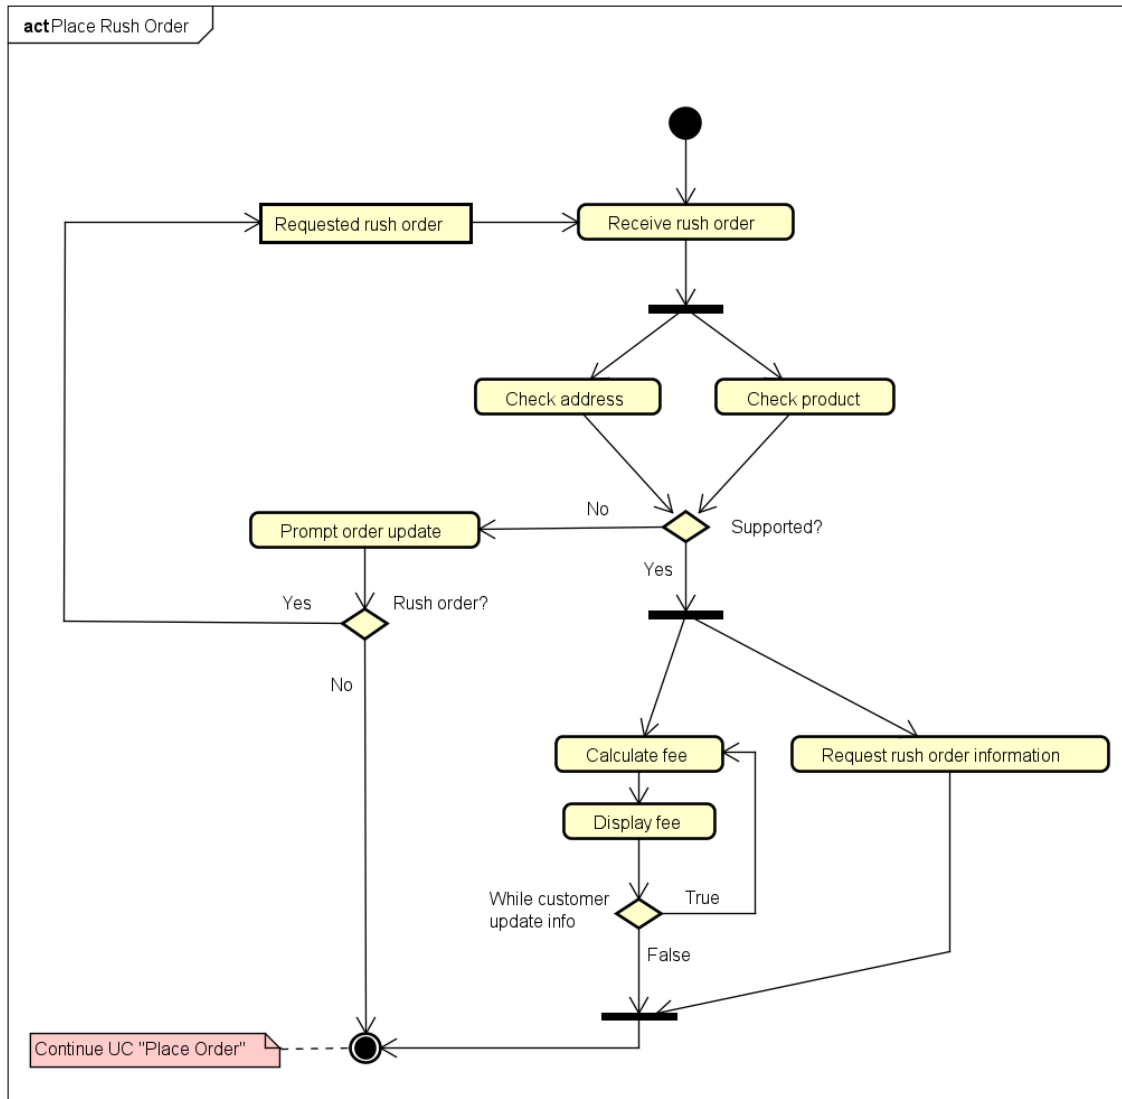 act Place Rush Order
Requested rush order
Receive rush order
Check address
Check product
No
Prompt order update
Supported?
Yes
Yes
Rush order?
No
Calculate fee
Request rush order information
Display fee
While customer
update info
True
False
Continue UC "Place Order"